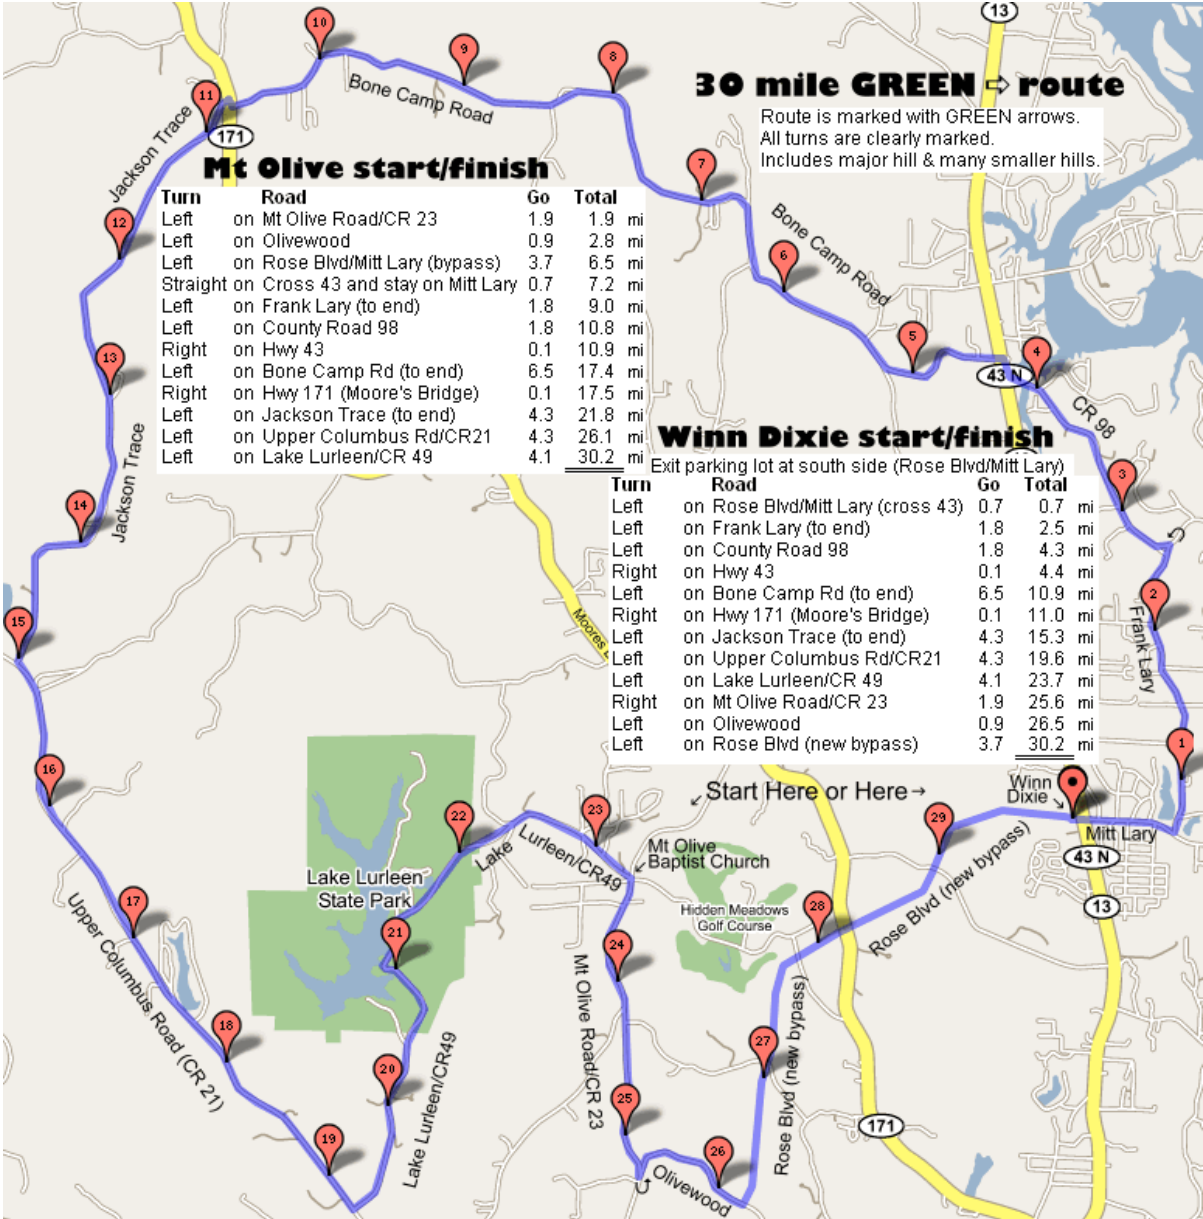 13
10
9
8
30 mile GREEN ⇨ route
Route is marked with GREEN arrows.
All turns are clearly marked.
Includes major hill & many smaller hills.
Bone Camp Road
11
171
Jackson Trace
Mt Olive start/finish
Turn Road Go Total
Left on Mt Olive Road/CR 23 1.9 1.9 mi
Left on Olivewood 0.9 2.8 mi
Left on Rose Blvd/Mitt Lary (bypass) 3.7 6.5 mi
Straight on Cross 43 and stay on Mitt Lary 0.7 7.2 mi
Left on Frank Lary (to end) 1.8 9.0 mi
Left on County Road 98 1.8 10.8 mi
Right on Hwy 43 0.1 10.9 mi
Left on Bone Camp Rd (to end) 6.5 17.4 mi
Right on Hwy 171 (Moore's Bridge) 0.1 17.5 mi
Left on Jackson Trace (to end) 4.3 21.8 mi
Left on Upper Columbus Rd/CR21 4.3 26.1 mi
Left on Lake Lurleen/CR 49 4.1 30.2 mi
7
12
Bone Camp Road
6
5
4
43 N
13
CR 98
Winn Dixie start/finish
Exit parking lot at south side (Rose Blvd/Mitt Lary)
Turn Road Go Total
Left on Rose Blvd/Mitt Lary (cross 43) 0.7 0.7 mi
Left on Frank Lary (to end) 1.8 2.5 mi
Left on County Road 98 1.8 4.3 mi
Right on Hwy 43 0.1 4.4 mi
Left on Bone Camp Rd (to end) 6.5 10.9 mi
Right on Hwy 171 (Moore's Bridge) 0.1 11.0 mi
Left on Jackson Trace (to end) 4.3 15.3 mi
Left on Upper Columbus Rd/CR21 4.3 19.6 mi
Left on Lake Lurleen/CR 49 4.1 23.7 mi
Right on Mt Olive Road/CR 23 1.9 25.6 mi
Left on Olivewood 0.9 26.5 mi
Left on Rose Blvd (new bypass) 3.7 30.2 mi
3
Jackson Trace
14
2
15
Moores
Frank Lary
1
16
←Start Here or Here→
Winn
Dixie
22
23
29
Mitt Lary
Lake Lurleen/CR49
Mt Olive
Baptist Church
43 N
Lake Lurleen
State Park
17
Hidden Meadows
Golf Course
28
13
Rose Blvd (new bypass)
21
24
Upper Columbus Road (CR 21)
Mt Olive Road/CR 23
18
27
Rose Blvd (new bypass)
20
Lake Lurleen/CR49
25
171
19
26
Olivewood